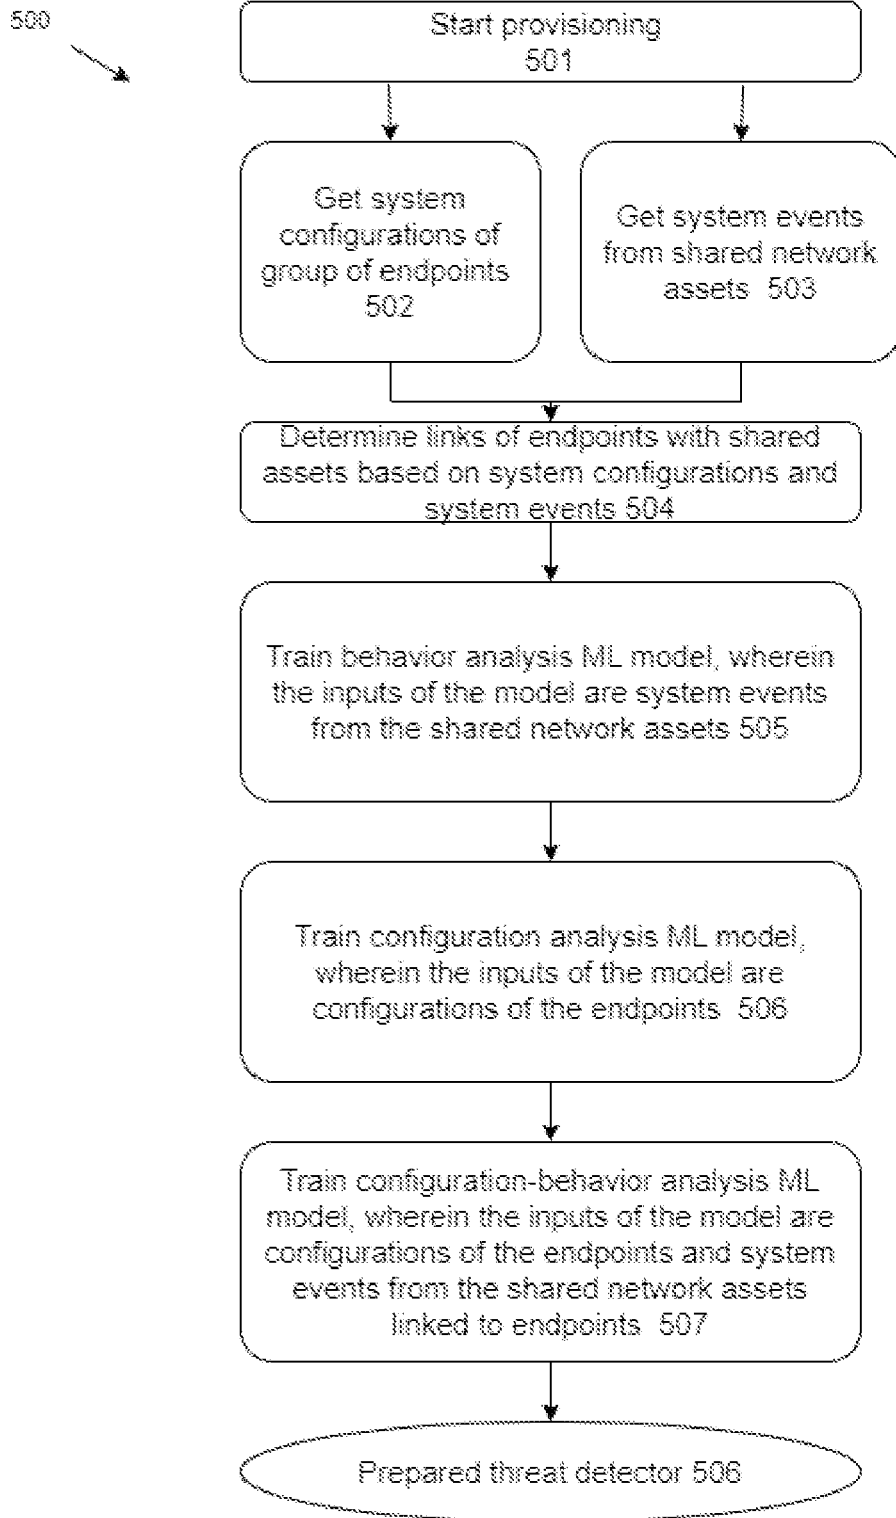 500
Start provisioning
501
Get system
configurations of
group of endpoints
502
Get system events
from shared network
assets 503
Determine links of endpoints with shared
assets based on system configurations and
system events 504
Train behavior analysis ML model, wherein
the inputs of the model are system events
from the shared network assets 505
Train configuration analysis ML model,
wherein the inputs of the model are
configurations of the endpoints 506
Train configuration-behavior analysis ML
model, wherein the inputs of the model are
configurations of the endpoints and system
events from the shared network assets
linked to endpoints 507
Prepared threat detector 506